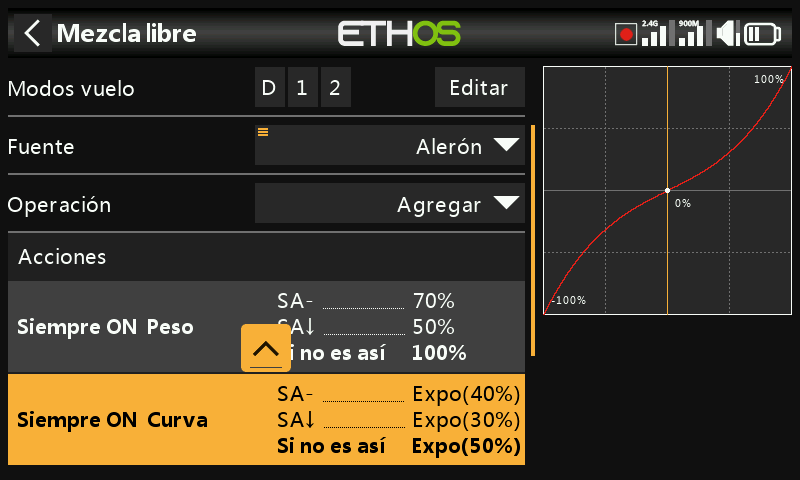 Mezcla libre
ETHOS
2.4G
900M
Modos vuelo
D
1
2
Editar
Fuente
Alerón
Operación
Agregar
Acciones
Siempre ON Peso
SA- 70%
SA↓ 50%
i no es así 100%
Siempre ON Curva
SA- Expo(40%)
SA↓ Expo(30%)
Si no es así Expo(50%)
100%
0%
-100%